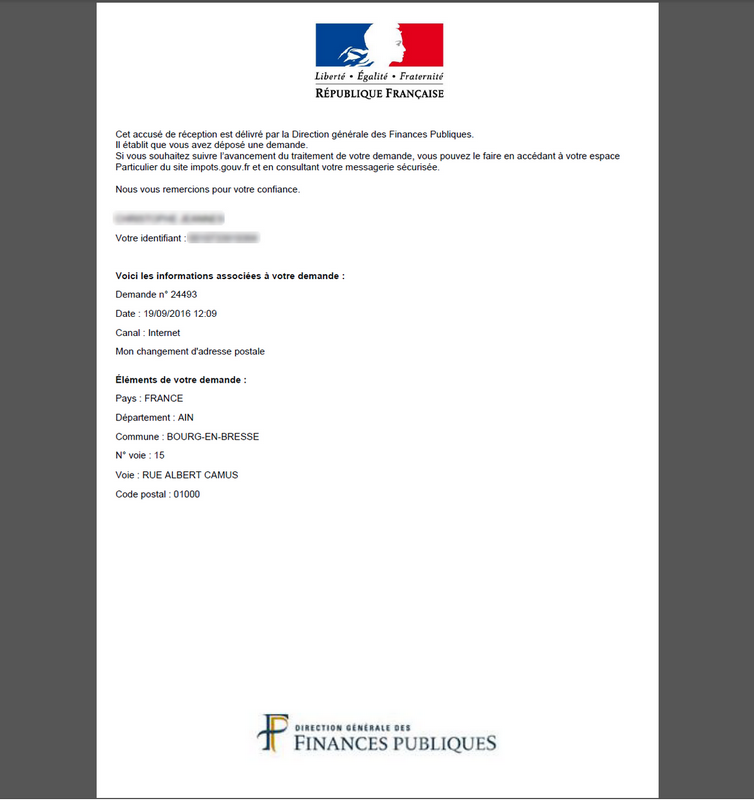 Liberté • Égalité • Fraternité
RÉPUBLIQUE FRANÇAISE
Cet accusé de réception est délivré par la Direction générale des Finances Publiques.
Il établit que vous avez déposé une demande.
Si vous souhaitez suivre l'avancement du traitement de votre demande, vous pouvez le faire en accédant à votre espace
Particulier du site impots.gouv.fr et en consultant votre messagerie sécurisée.
Nous vous remercions pour votre confiance.
Votre identifiant :
Voici les informations associées à votre demande :
Demande n° 24493
Date : 19/09/2016 12:09
Canal : Internet
Mon changement d'adresse postale
Éléments de votre demande :
Pays : FRANCE
Département : AIN
Commune : BOURG-EN-BRESSE
N° voie : 15
Voie : RUE ALBERT CAMUS
Code postal : 01000
DIRECTION GÉNÉRALE DES
FINANCES PUBLIQUES